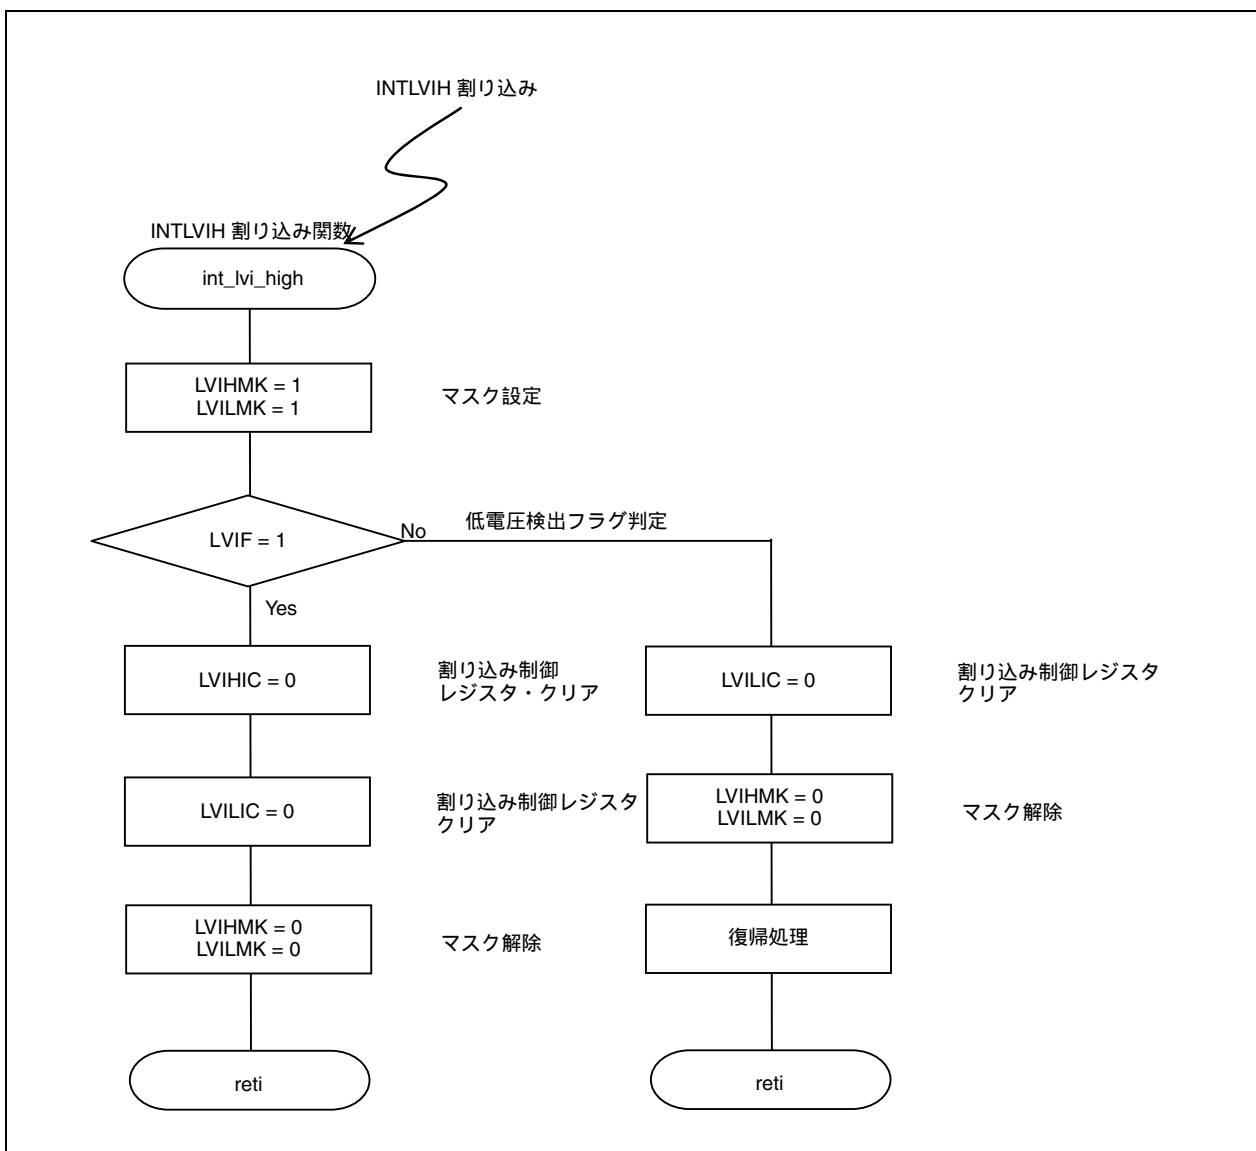 INTLVIH 割り込み
INTLVIH 割り込み関数
int_lvi_high
LVIHMK = 1
LVILMK = 1
マスク設定
LVIF = 1
No
低電圧検出フラグ判定
Yes
LVIHIC = 0
割り込み制御
レジスタ・クリア
LVILIC = 0
割り込み制御レジスタ
クリア
LVILIC = 0
割り込み制御レジスタ
クリア
LVIHMK = 0
LVILMK = 0
マスク解除
LVIHMK = 0
LVILMK = 0
マスク解除
復帰処理
reti
reti